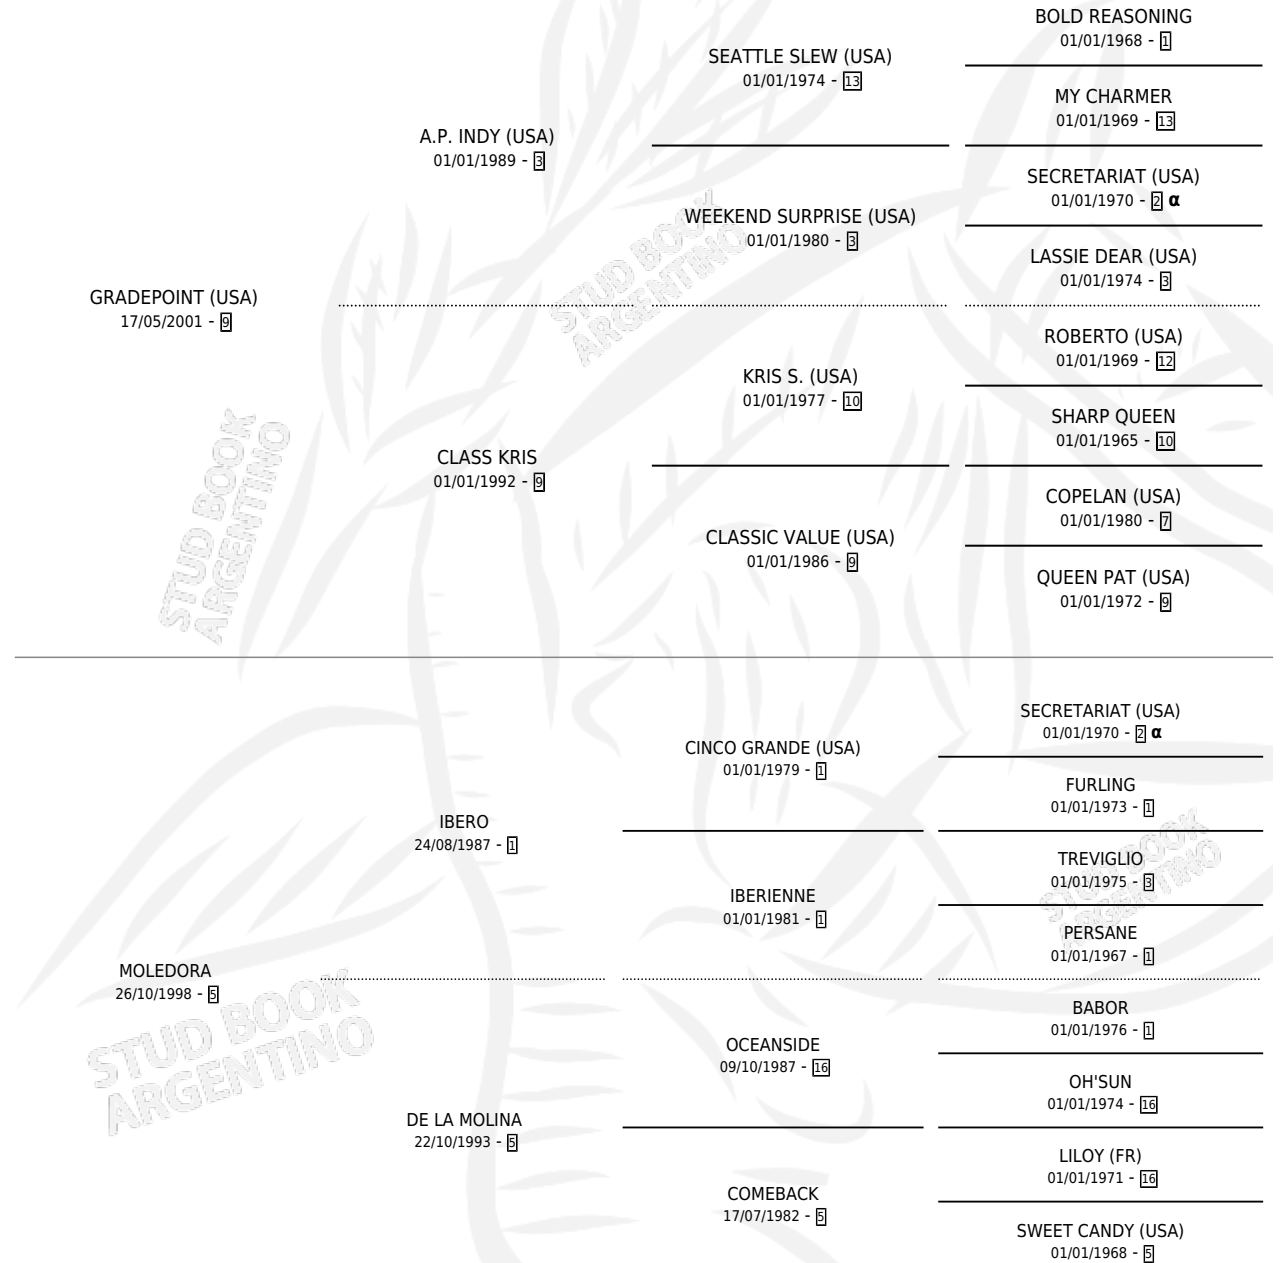 BOLD REASONING
01/01/1968 - 1
SEATTLE SLEW (USA)
01/01/1974 - 13
MY CHARMER
01/01/1969 - 13
A.P. INDY (USA)
01/01/1989 - 3
SECRETARIAT (USA)
01/01/1970 - 2 α
WEEKEND SURPRISE (USA)
01/01/1980 - 3
LASSIE DEAR (USA)
01/01/1974 - 3
STUD BOOK
ARGENTINO
GRADEPOINT (USA)
17/05/2001 - 9
ROBERTO (USA)
01/01/1969 - 12
KRIS S. (USA)
01/01/1977 - 10
SHARP QUEEN
01/01/1965 - 10
CLASS KRIS
01/01/1992 - 9
COPELAN (USA)
01/01/1980 - 7
CLASSIC VALUE (USA)
01/01/1986 - 9
QUEEN PAT (USA)
01/01/1972 - 9
STUD BOOK
ARGENTINO
SECRETARIAT (USA)
01/01/1970 - 2 α
CINCO GRANDE (USA)
01/01/1979 - 1
FURLING
01/01/1973 - 1
IBERO
24/08/1987 - 1
TREVIGLIO
01/01/1975 - 3
IBERIENNE
01/01/1981 - 1
PERSANE
01/01/1967 - 1
STUD BOOK
ARGENTINO
MOLEDORA
26/10/1998 - 5
BABOR
01/01/1976 - 1
OCEANSIDE
09/10/1987 - 16
OH'SUN
01/01/1974 - 16
DE LA MOLINA
22/10/1993 - 5
LILOY (FR)
01/01/1971 - 16
COMEBACK
17/07/1982 - 5
SWEET CANDY (USA)
01/01/1968 - 5
STUD BOOK
ARGENTINO